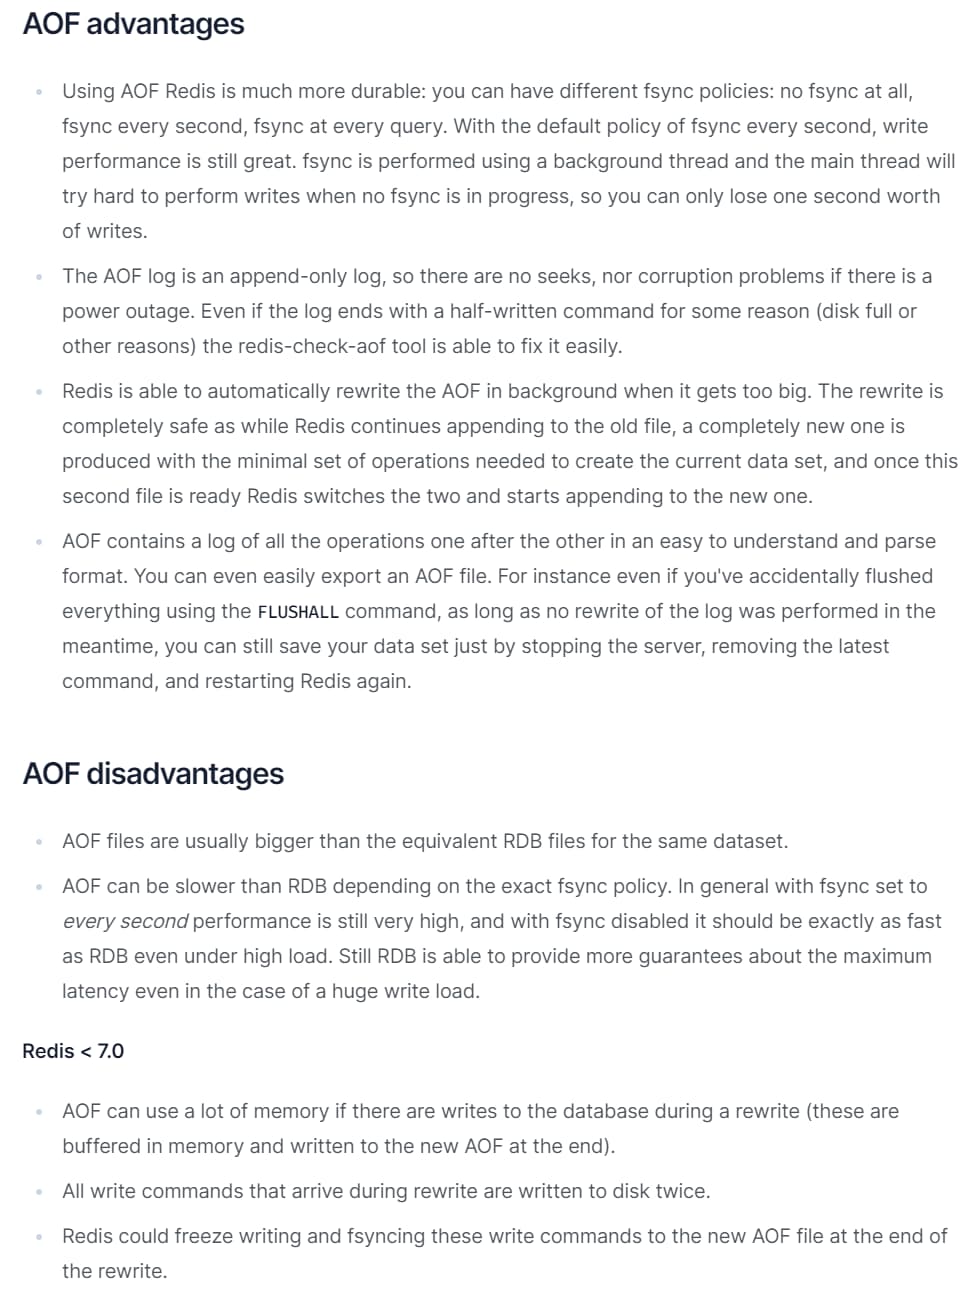 AOF advantages
Using AOF Redis is much more durable: you can have different fsync policies: no fsync at all,
fsync every second, fsync at every query. With the default policy of fsync every second, write
performance is still great. fsync is performed using a background thread and the main thread will
try hard to perform writes when no fsync is in progress, so you can only lose one second worth
of writes.
The AOF log is an append-only log, so there are no seeks, nor corruption problems if there is a
power outage. Even if the log ends with a half-written command for some reason (disk full or
other reasons) the redis-check-aof tool is able to fix it easily.
Redis is able to automatically rewrite the AOF in background when it gets too big. The rewrite is
completely safe as while Redis continues appending to the old file, a completely new one is
produced with the minimal set of operations needed to create the current data set, and once this
second file is ready Redis switches the two and starts appending to the new one.
AOF contains a log of all the operations one after the other in an easy to understand and parse
format. You can even easily export an AOF file. For instance even if you've accidentally flushed
everything using the FLUSHALL command, as long as no rewrite of the log was performed in the
meantime, you can still save your data set just by stopping the server, removing the latest
command, and restarting Redis again.
AOF disadvantages
AOF files are usually bigger than the equivalent RDB files for the same dataset.
AOF can be slower than RDB depending on the exact fsync policy. In general with fsync set to
every second performance is still very high, and with fsync disabled it should be exactly as fast
as RDB even under high load. Still RDB is able to provide more guarantees about the maximum
latency even in the case of a huge write load.
Redis < 7.0
AOF can use a lot of memory if there are writes to the database during a rewrite (these are
buffered in memory and written to the new AOF at the end).
All write commands that arrive during rewrite are written to disk twice.
Redis could freeze writing and fsyncing these write commands to the new AOF file at the end of
the rewrite.